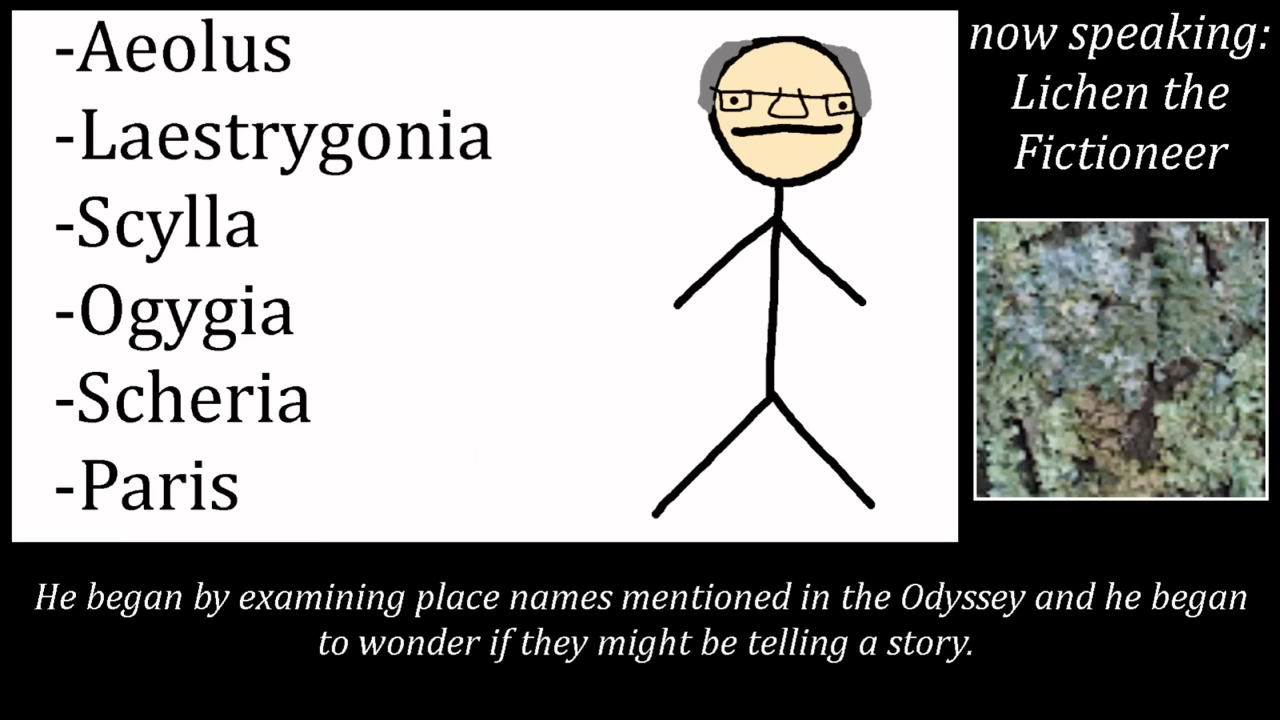 -Aeolus
-Laestrygonia
-Scylla
-Ogygia
-Scheria
-Paris
now speaking:
Lichen the
Fictioneer
He began by examining place names mentioned in the Odyssey and he began
to wonder if they might be telling a story.